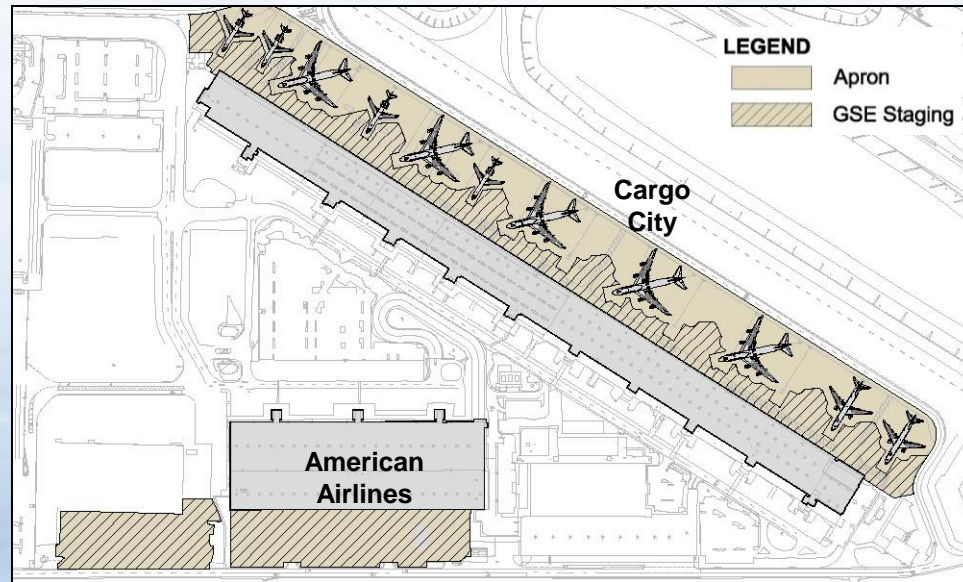 LEGEND
Apron
GSE Staging
Cargo
City
American
Airlines